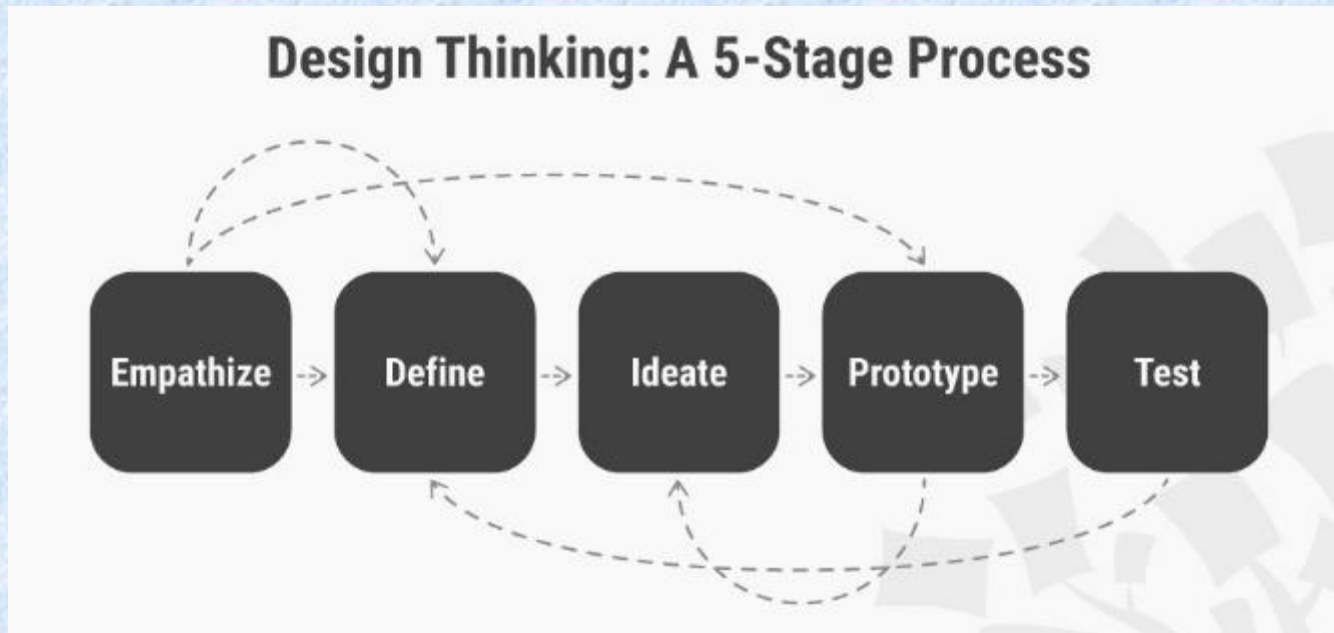 Design Thinking: A 5-Stage Process
Empathize
Define
Ideate
Prototype
Test